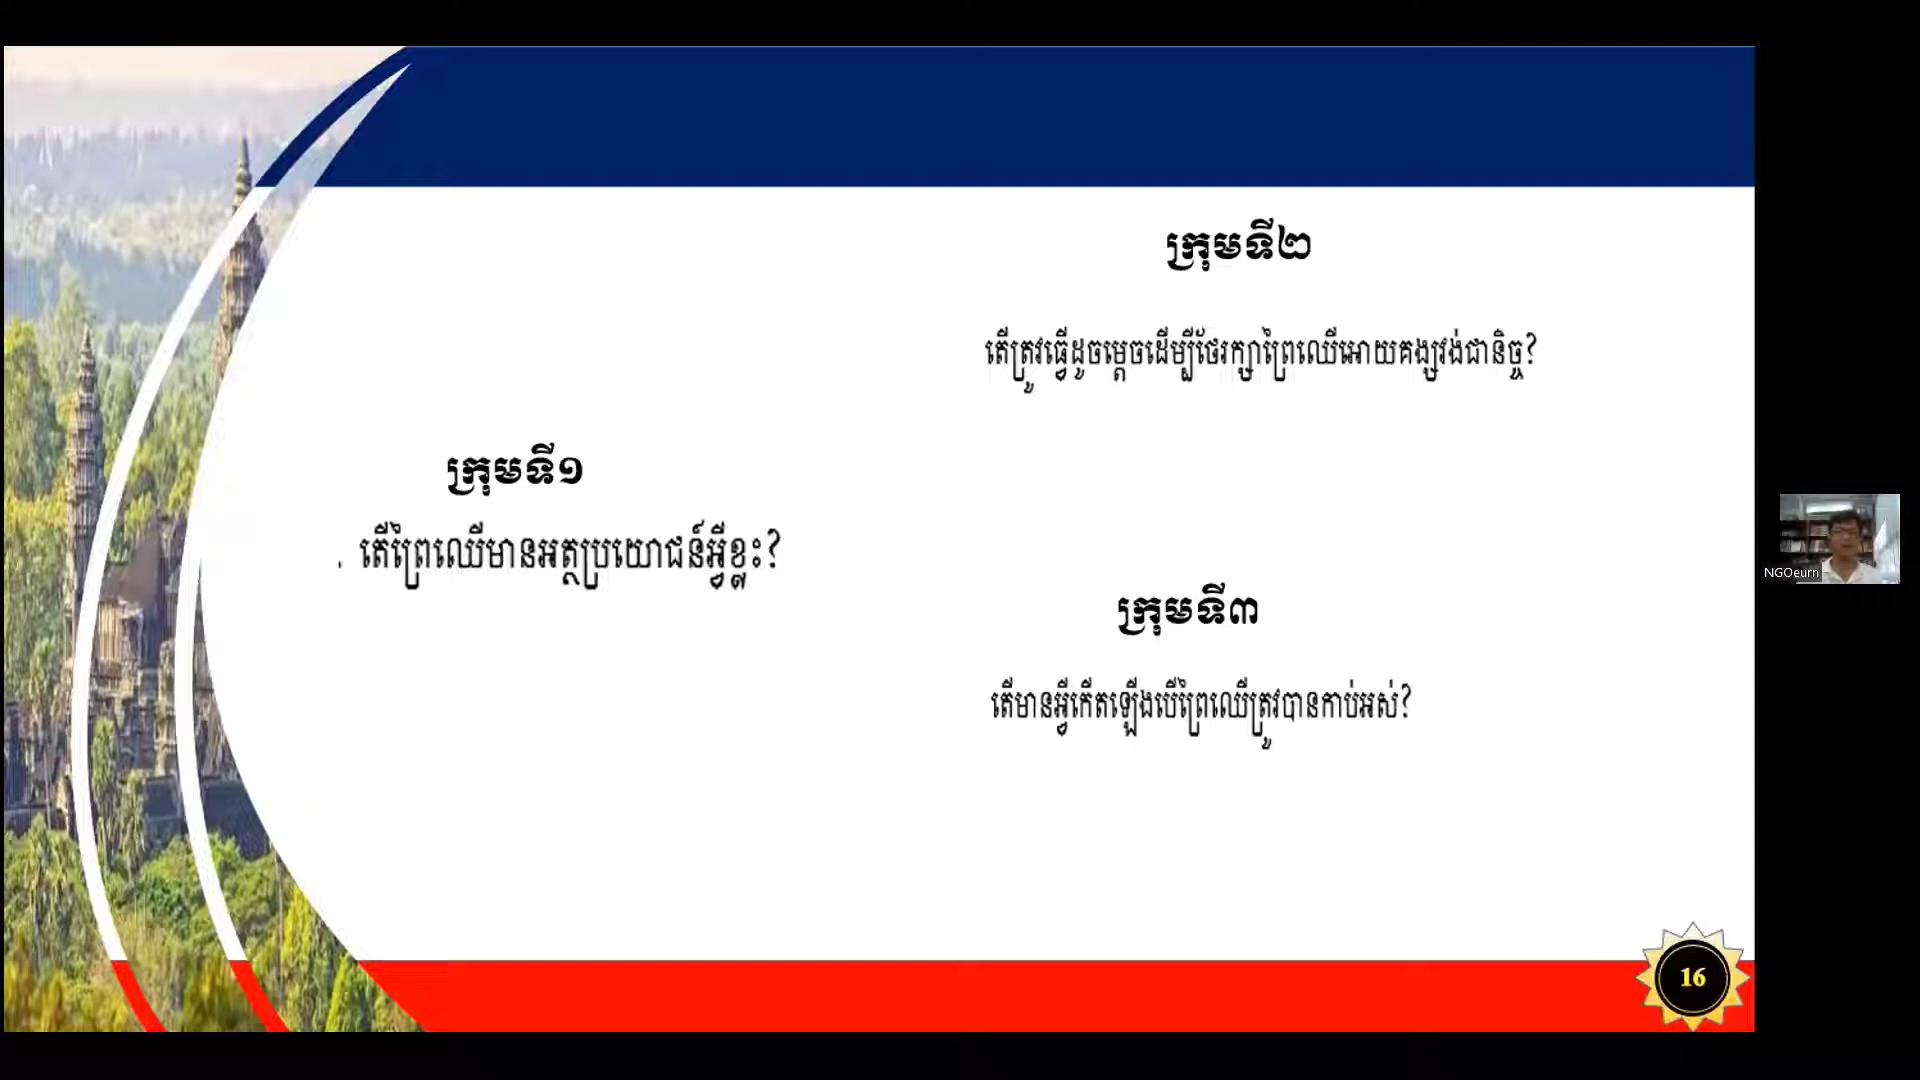 ក្រុមទី១
តើព្រៃឈើមានអត្ថប្រយោជន៍អ្វីខ្លះ?
ក្រុមទី២
តើត្រូវធ្វើដូចម្ដេចដើម្បីថែរក្សាព្រៃឈើអោយគង្សវង់ជានិច្ច?
ក្រុមទី៣
តើមានអ្វីកើតឡើងបើព្រៃឈើត្រូវបានកាប់អស់?
16
NGOeurn